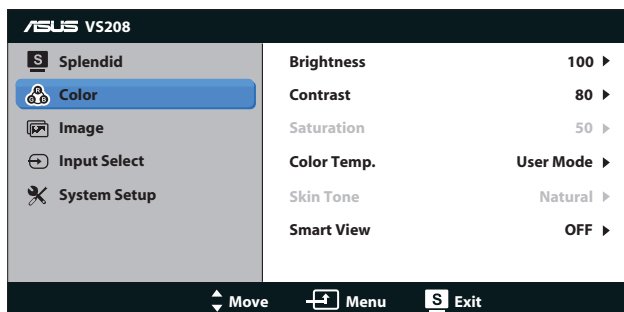 ASUS VS208
S Splendid
R G B Color
Image
Input Select
System Setup
Brightness 100
Contrast 80
Saturation 50
Color Temp. User Mode
Skin Tone Natural
Smart View OFF
Move Menu S Exit